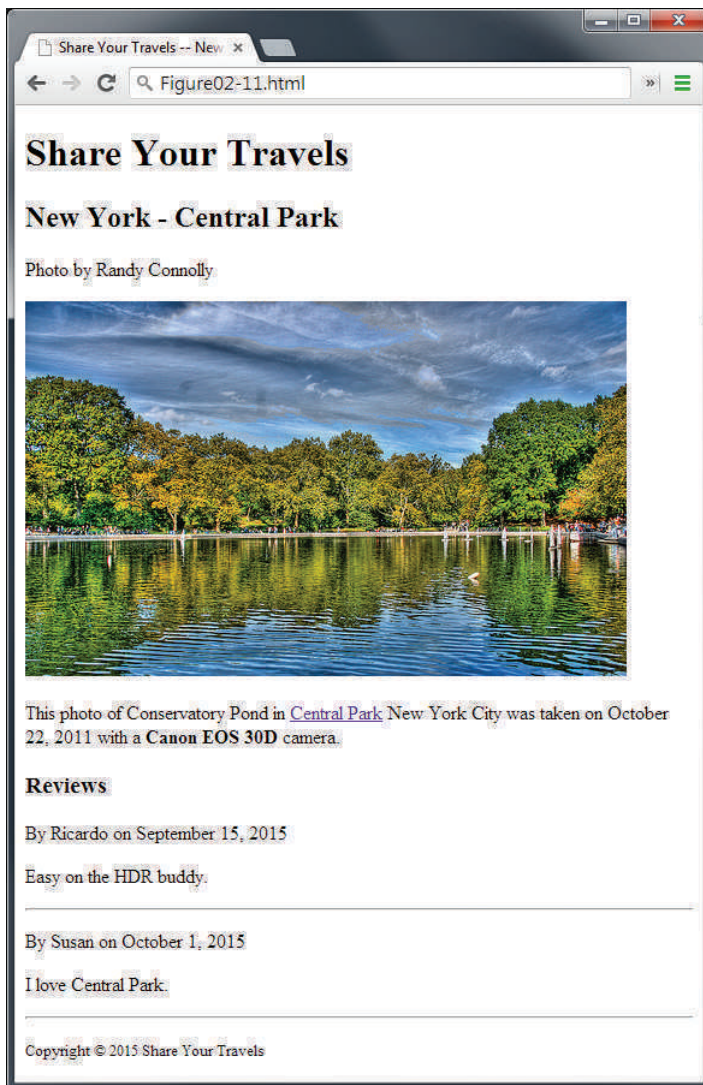 Share Your Travels -- New
Figure02-11.html
Share Your Travels
New York - Central Park
Photo by Randy Connolly
This photo of Conservatory Pond in Central Park New York City was taken on October
22, 2011 with a Canon EOS 30D camera.
Reviews
By Ricardo on September 15, 2015
Easy on the HDR buddy.
By Susan on October 1, 2015
I love Central Park.
Copyright © 2015 Share Your Travels